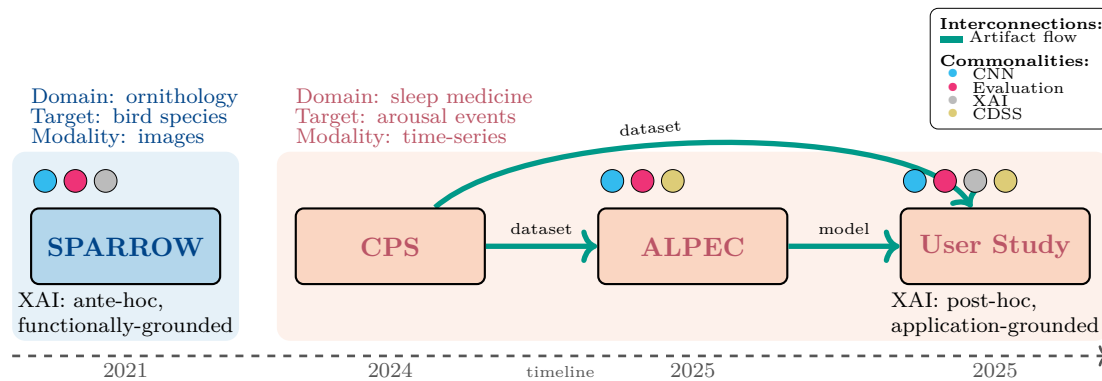 Interconnections:
Artifact flow
Commonalities:
CNN
Evaluation
XAI
CDSS
Domain: ornithology
Target: bird species
Modality: images
Domain: sleep medicine
Target: arousal events
Modality: time-series
dataset
SPARROW
CPS
dataset
ALPEC
model
User Study
XAI: ante-hoc,
functionally-grounded
XAI: post-hoc,
application-grounded
2021
2024
timeline
2025
2025